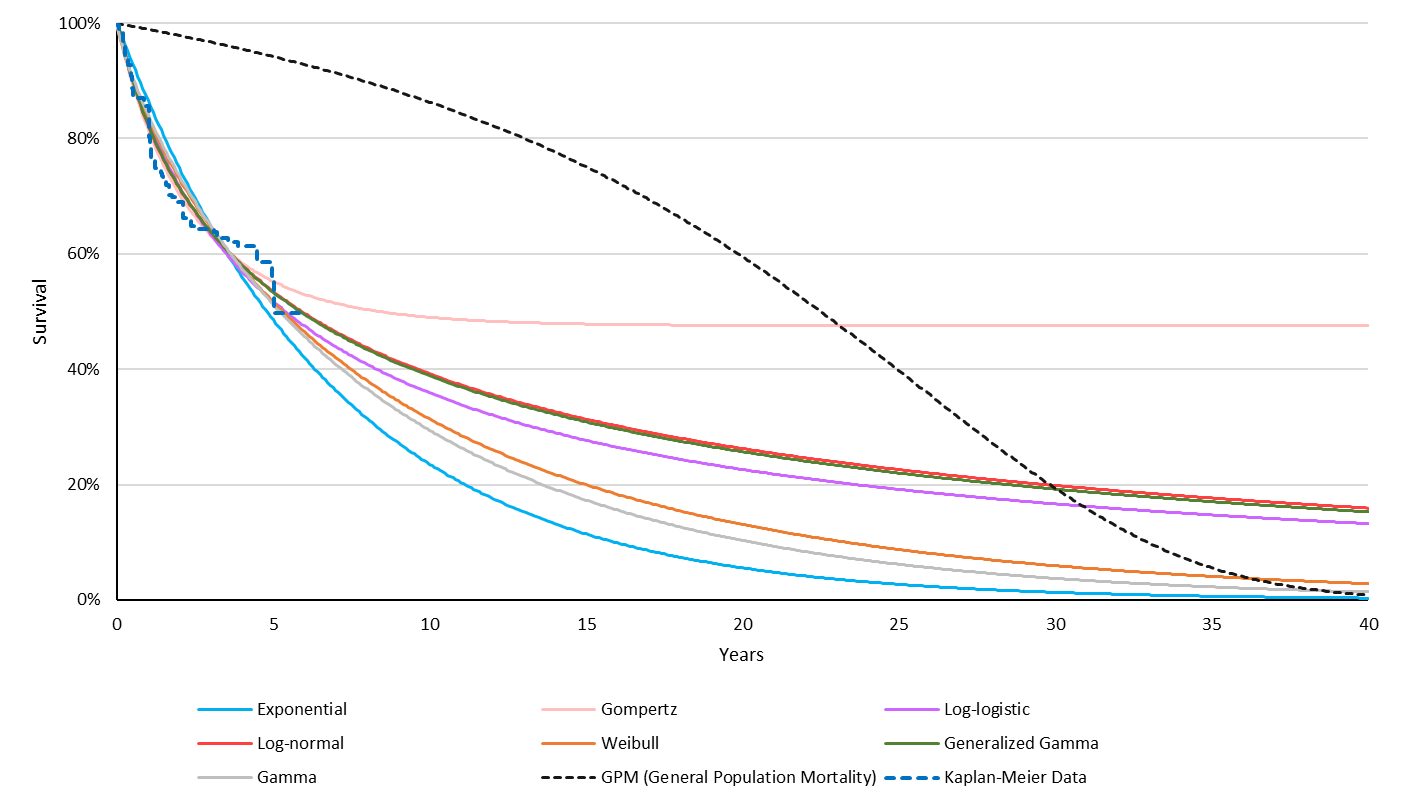 100%
80%
60%
40%
20%
0%
Survival
0 5 10 15 20 25 30 35 40
Years
Exponential Gompertz Log-logistic
Log-normal Weibull Generalized Gamma
Gamma GPM (General Population Mortality) Kaplan-Meier Data